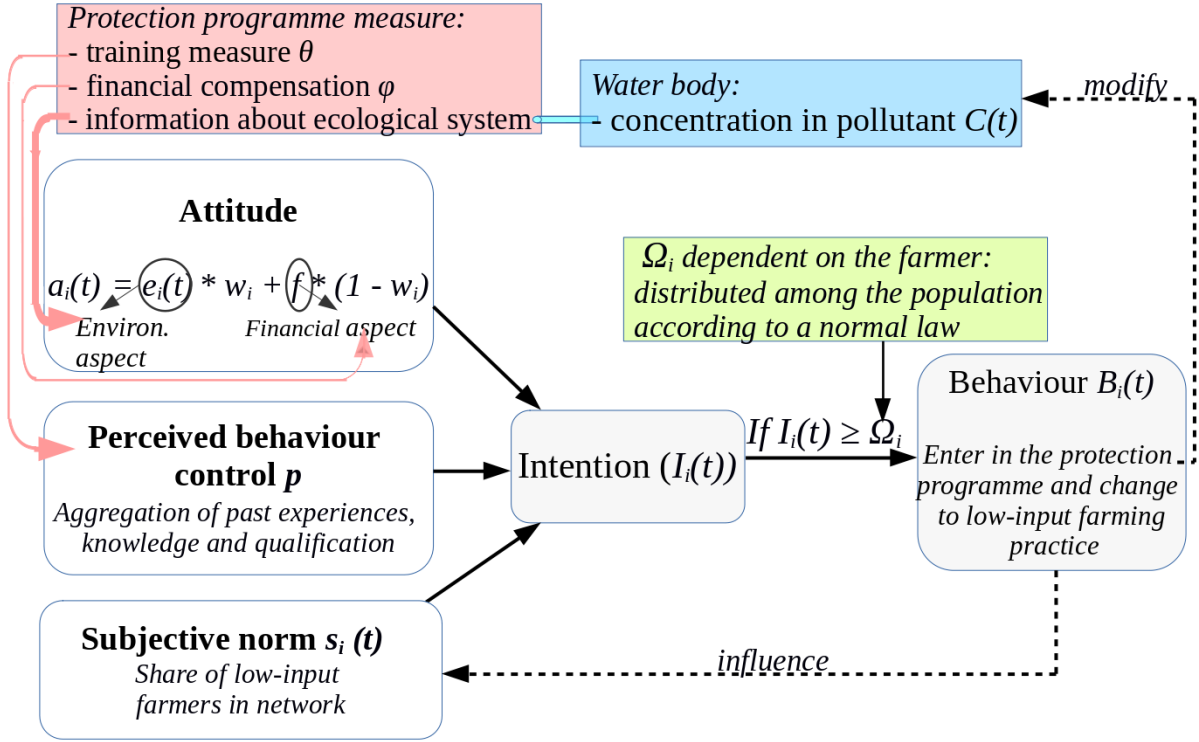 Protection programme measure:
- training measure θ
- financial compensation φ
- information about ecological system
Water body:
- concentration in pollutant C(t)
modify
Attitude
aᵢ(t) = eᵢ(t) * wᵢ + f * (1 - wᵢ)
Environ.
aspect
Financial aspect
Ωᵢ dependent on the farmer:
distributed among the population
according to a normal law
Perceived behaviour
control p
Aggregation of past experiences,
knowledge and qualification
Intention (Iᵢ(t))
If Iᵢ(t) ≥ Ωᵢ
Behaviour Bᵢ(t)
Enter in the protection
programme and change
to low-input farming
practice
Subjective norm sᵢ (t)
Share of low-input
farmers in network
influence